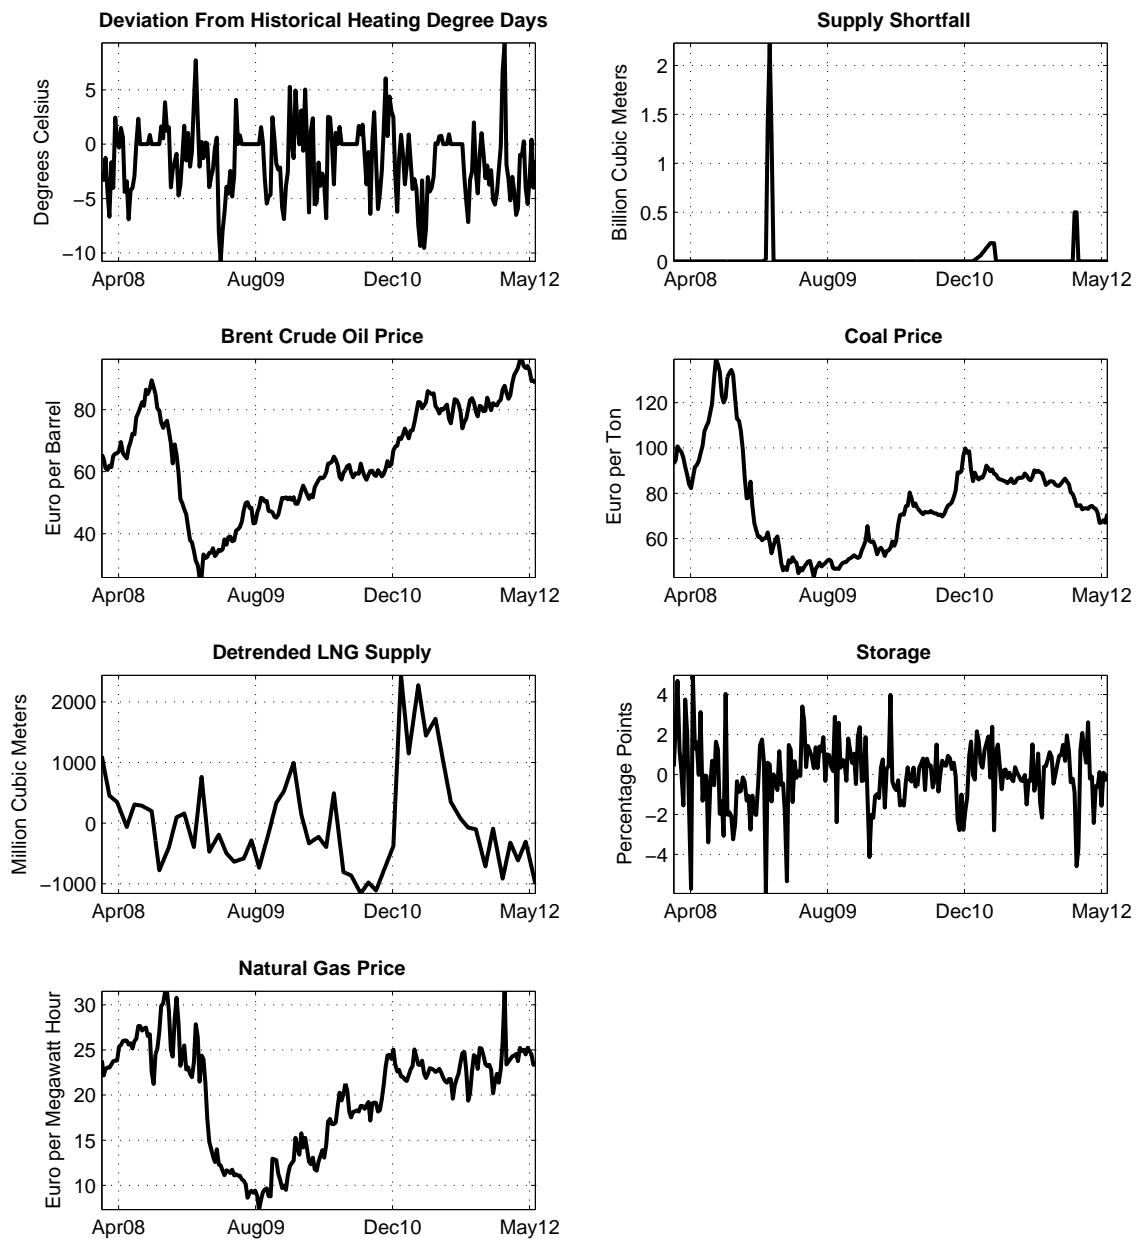 Deviation From Historical Heating Degree Days
Degrees Celsius
5
0
−5
−10
Apr08 Aug09 Dec10 May12
Supply Shortfall
Billion Cubic Meters
2
1.5
1
0.5
0
Apr08 Aug09 Dec10 May12
Brent Crude Oil Price
Euro per Barrel
80
60
40
Apr08 Aug09 Dec10 May12
Coal Price
Euro per Ton
120
100
80
60
Apr08 Aug09 Dec10 May12
Detrended LNG Supply
Million Cubic Meters
2000
1000
0
−1000
Apr08 Aug09 Dec10 May12
Storage
Percentage Points
4
2
0
−2
−4
Apr08 Aug09 Dec10 May12
Natural Gas Price
Euro per Megawatt Hour
30
25
20
15
10
Apr08 Aug09 Dec10 May12